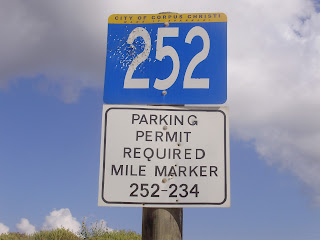 CITY OF CORPUS CHRISTI
252
PARKING
PERMIT
REQUIRED
MILE MARKER
252-234